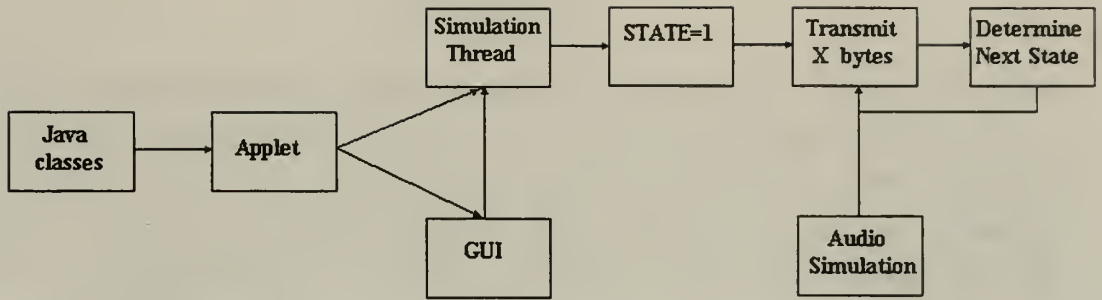 Simulation
Thread
STATE=1
Transmit
X bytes
Determine
Next State
Java
classes
Applet
GUI
Audio
Simulation